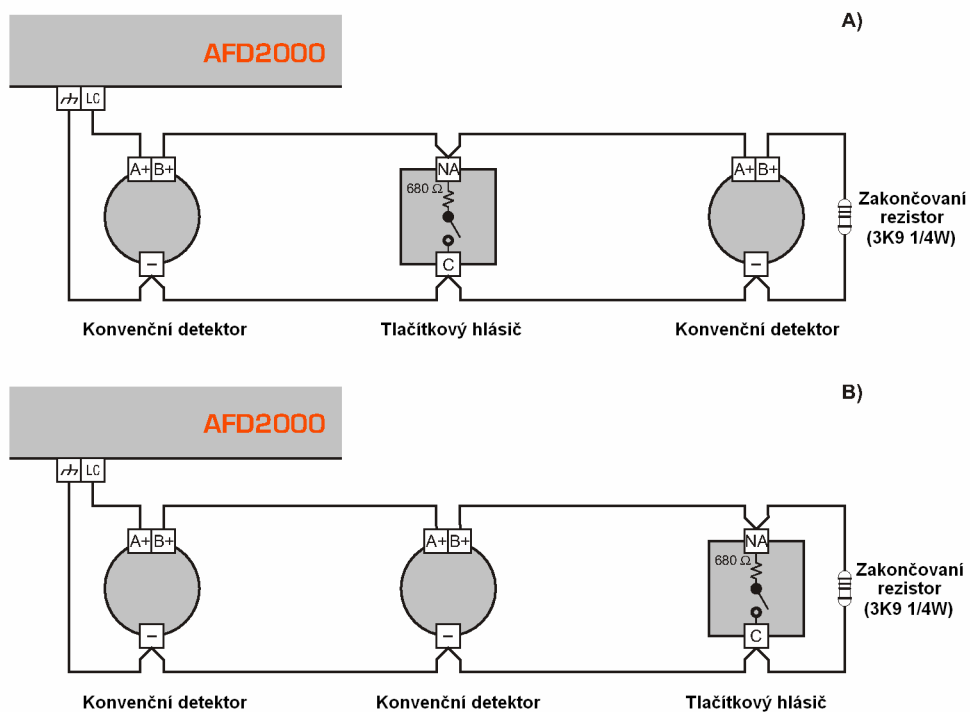 A)
AFD2000
LC
A+ B+
NA
A+ B+
680 Ω
Zakončovaní
rezistor
(3K9 1/4W)
–
C
–
Konvenční detektor
Tlačítkový hlásič
Konvenční detektor
B)
AFD2000
LC
A+ B+
A+ B+
NA
680 Ω
Zakončovaní
rezistor
(3K9 1/4W)
–
–
C
Konvenční detektor
Konvenční detektor
Tlačítkový hlásič